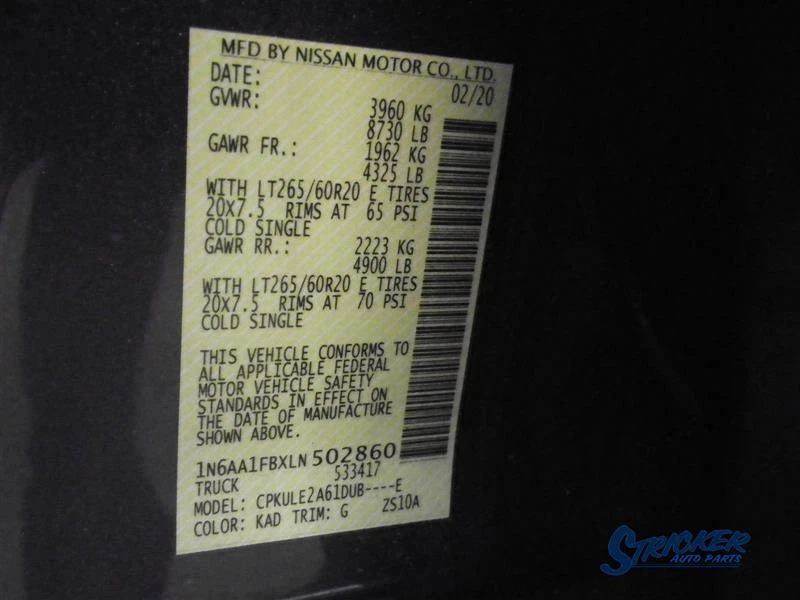 MFD BY NISSAN MOTOR CO., LTD.
DATE: 02/20
GVWR: 3960 KG
8730 LB
GAWR FR.: 1962 KG
4325 LB
WITH LT265/60R20 E TIRES
20X7.5 RIMS AT 65 PSI
COLD SINGLE
GAWR RR.: 2223 KG
4900 LB
WITH LT265/60R20 E TIRES
20X7.5 RIMS AT 70 PSI
COLD SINGLE
THIS VEHICLE CONFORMS TO
ALL APPLICABLE FEDERAL
MOTOR VEHICLE SAFETY
STANDARDS IN EFFECT ON
THE DATE OF MANUFACTURE
SHOWN ABOVE.
1N6AA1FBXLN 502860
TRUCK 533417
MODEL: CPKULE2A61DUB----E
COLOR: KAD TRIM: G ZS10A
STRICKER
AUTO PARTS